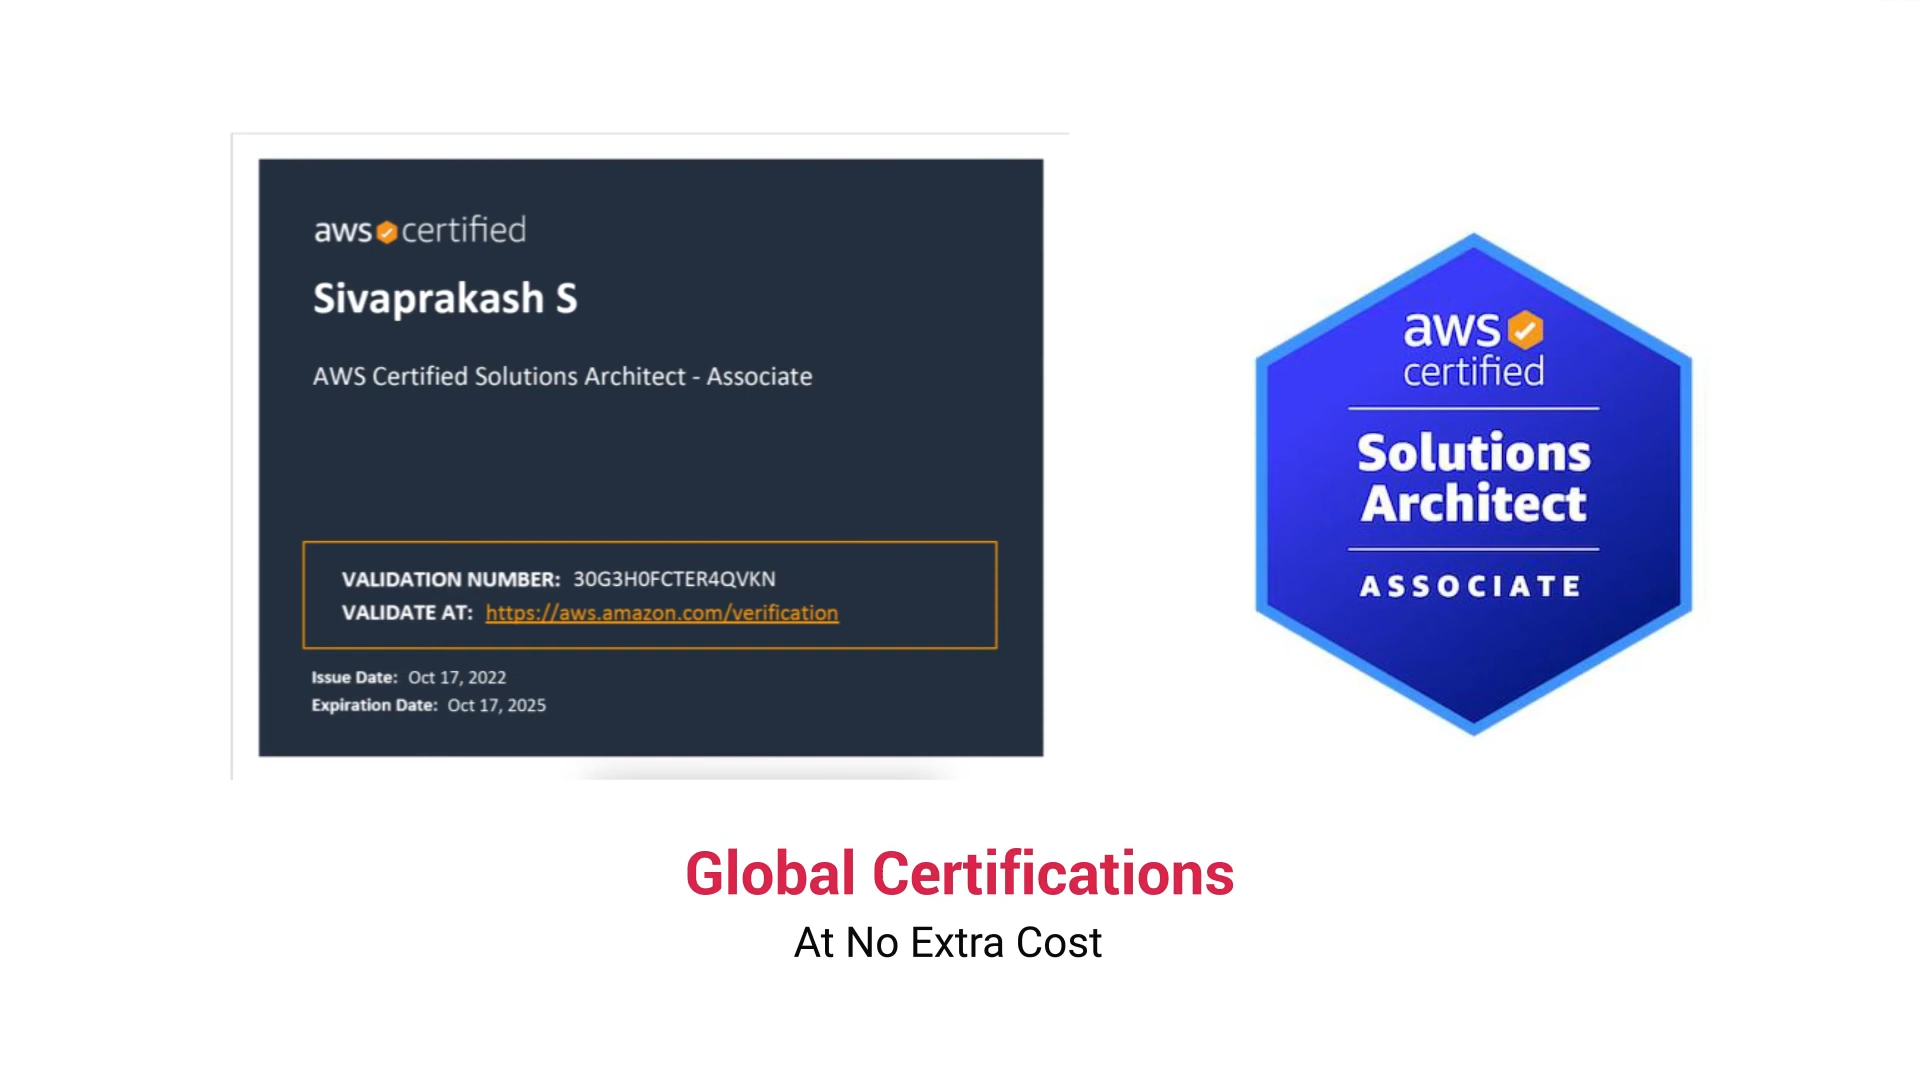 aws certified
Sivaprakash S
AWS Certified Solutions Architect - Associate
VALIDATION NUMBER: 30G3H0FCTER4QVKN
VALIDATE AT: https://aws.amazon.com/verification
Issue Date: Oct 17, 2022
Expiration Date: Oct 17, 2025
aws
certified
Solutions
Architect
ASSOCIATE
Global Certifications
At No Extra Cost